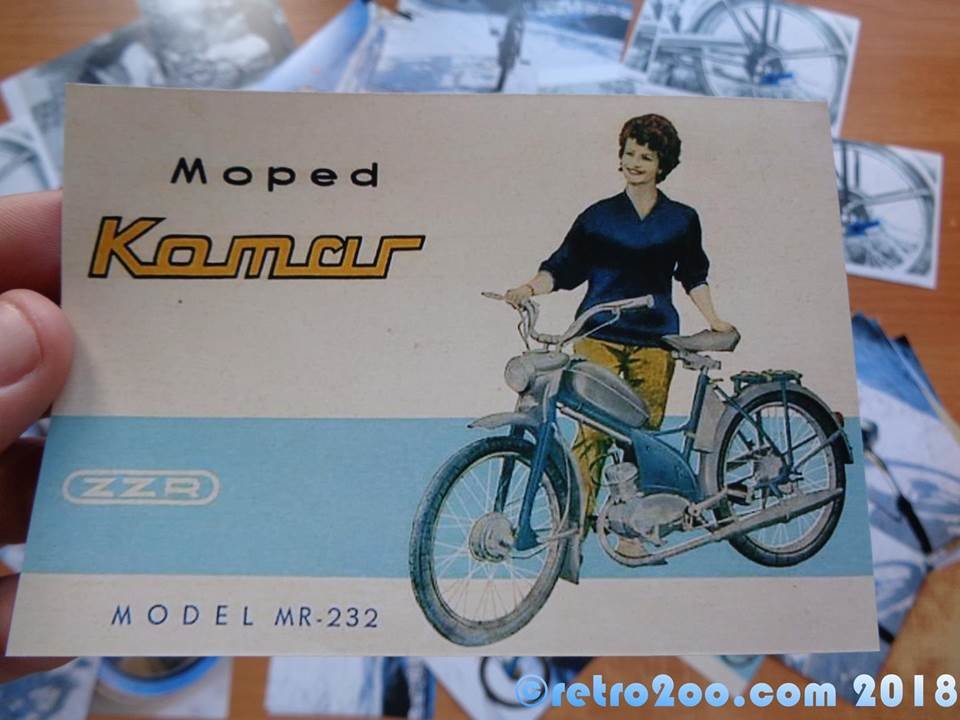 Moped
Komar
ZZR
MODEL MR-232
©retro2oo.com 2018